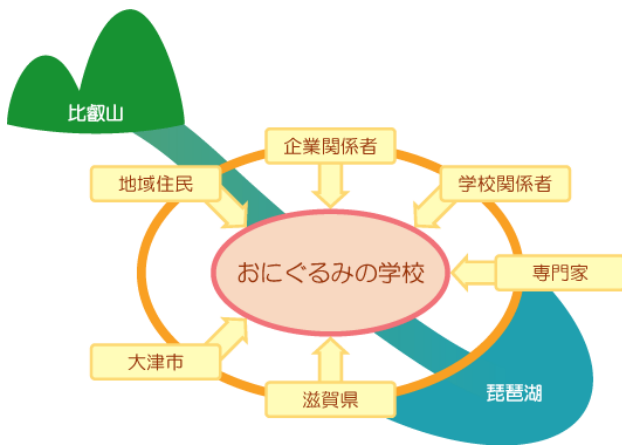 比叡山
企業関係者
地域住民
学校関係者
おにぐるみの学校
専門家
大津市
滋賀県
琵琶湖